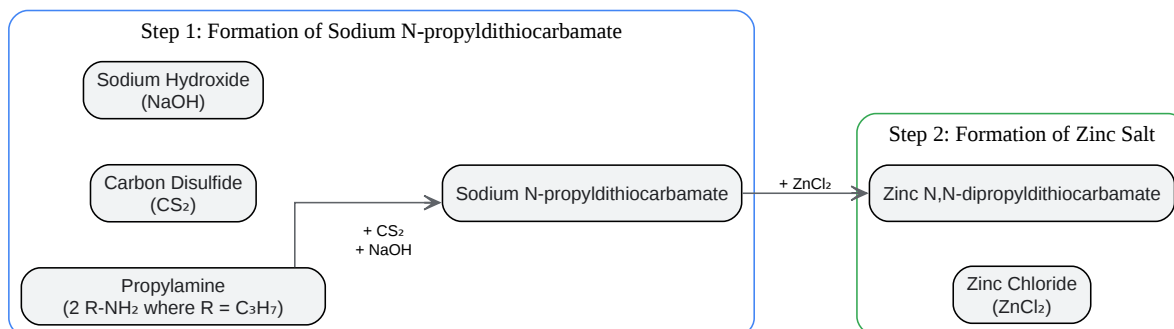 Step 1: Formation of Sodium N-propyldithiocarbamate
Sodium Hydroxide
(NaOH)
Carbon Disulfide
(CS₂)
Propylamine
(2 R-NH₂ where R = C₃H₇)
+ CS₂
+ NaOH
Sodium N-propyldithiocarbamate
+ ZnCl₂
Step 2: Formation of Zinc Salt
Zinc N,N-dipropyldithiocarbamate
Zinc Chloride
(ZnCl₂)